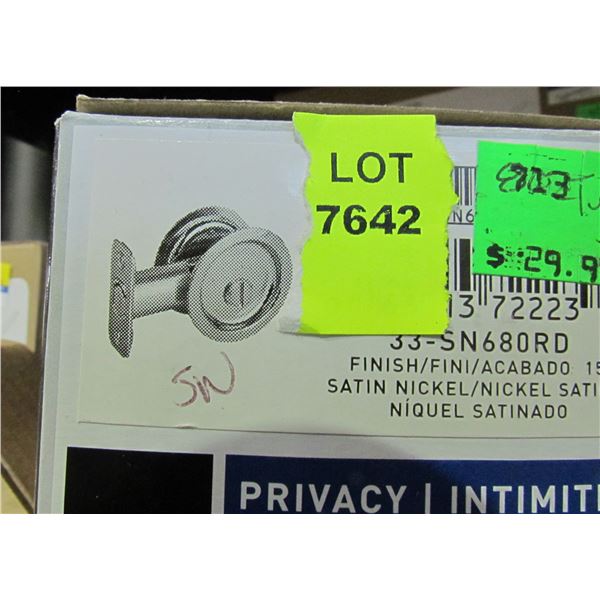 LOT
7642
$ 29.9
13 72223
33-SN680RD
FINISH/FINI/ACABADO 15
SATIN NICKEL/NICKEL SATI
NÍQUEL SATINADO
SN
PRIVACY | INTIMIT